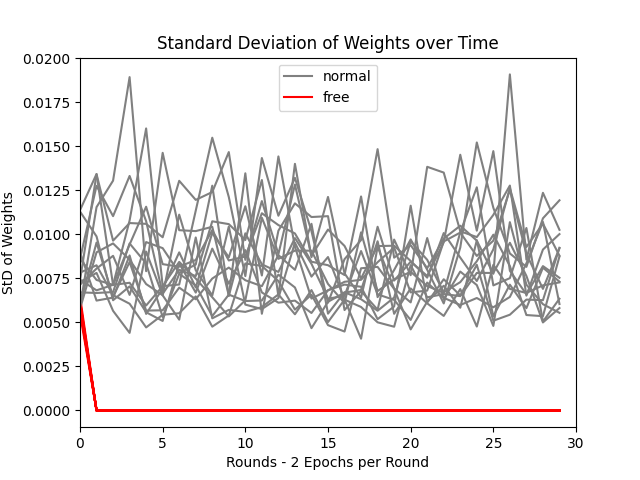 Standard Deviation of Weights over Time
normal
free
StD of Weights
0.0200
0.0175
0.0150
0.0125
0.0100
0.0075
0.0050
0.0025
0.0000
0 5 10 15 20 25 30
Rounds - 2 Epochs per Round